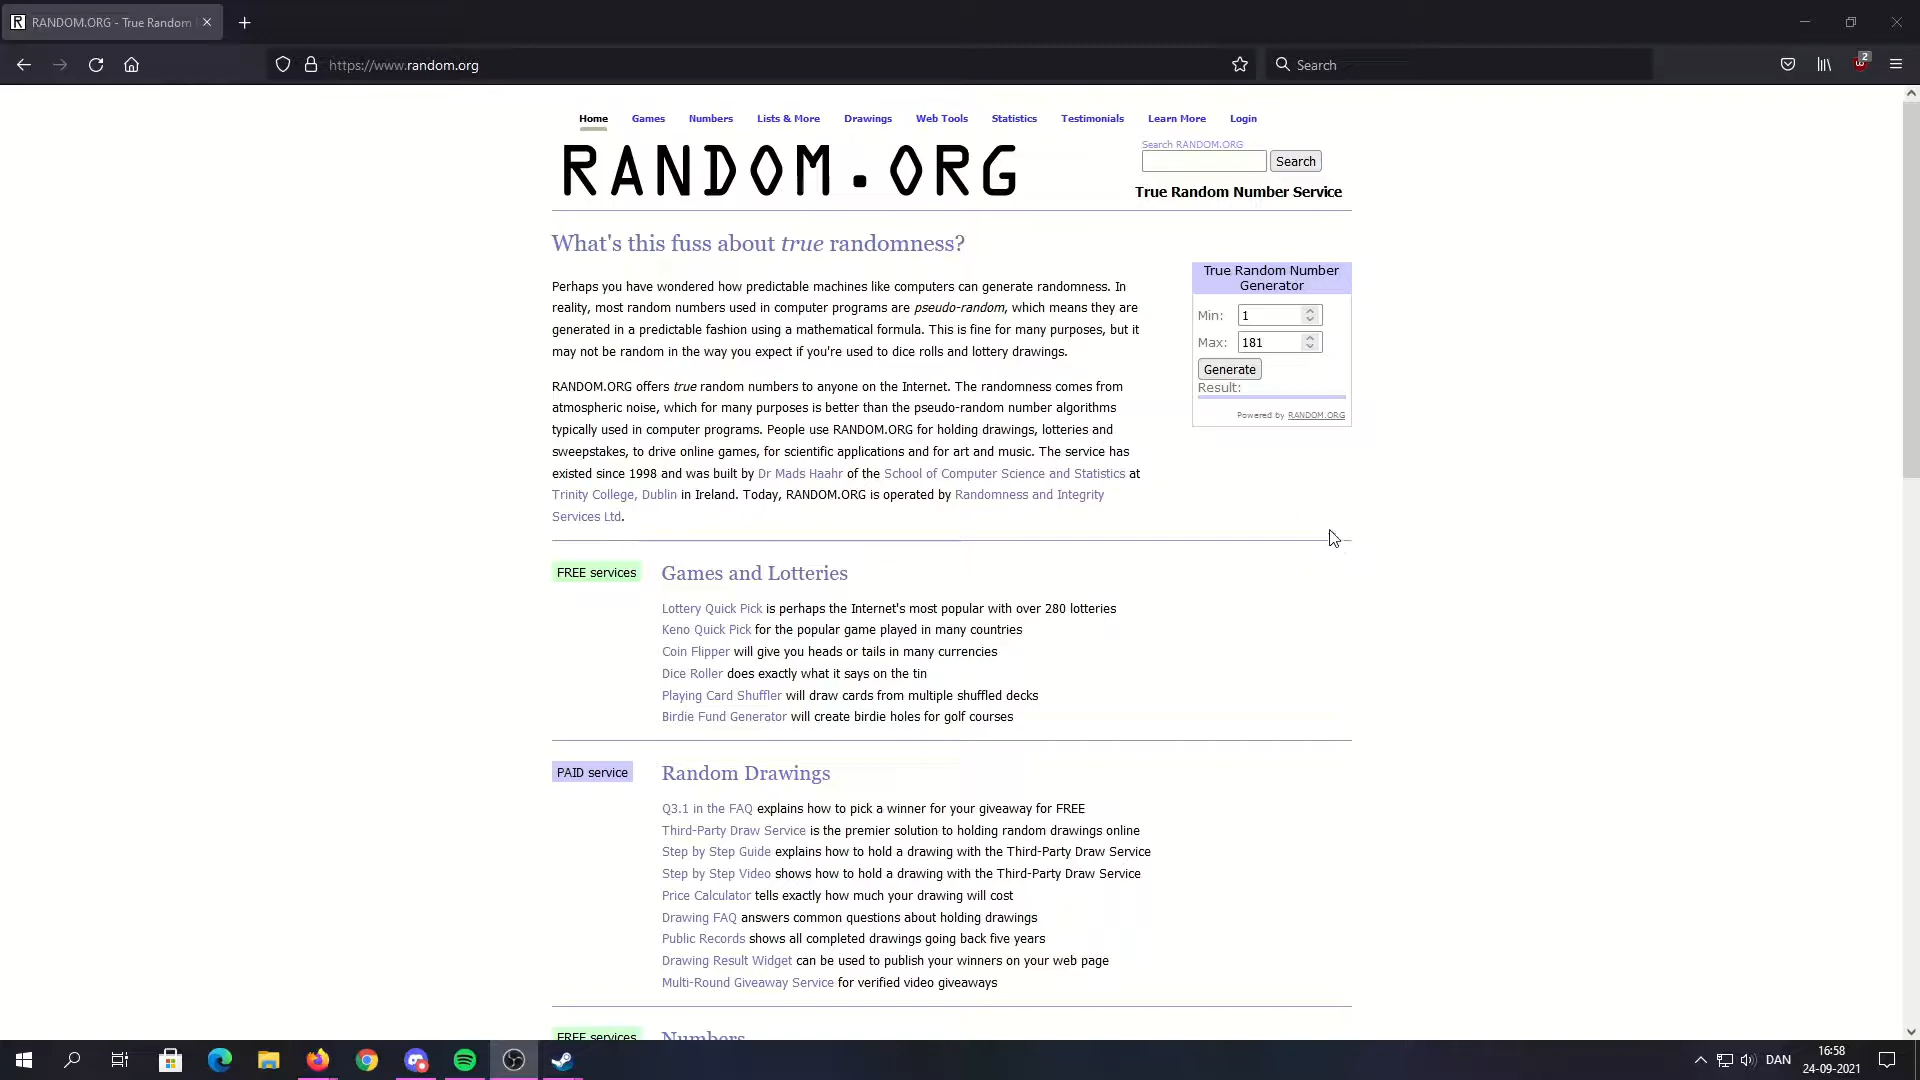 RANDOM.ORG - True Random
https://www.random.org
Search
2
Home Games Numbers Lists & More Drawings Web Tools Statistics Testimonials Learn More Login
RANDOM.ORG
Search RANDOM.ORG
Search
True Random Number Service
What's this fuss about true randomness?
Perhaps you have wondered how predictable machines like computers can generate randomness. In
reality, most random numbers used in computer programs are pseudo-random, which means they are
generated in a predictable fashion using a mathematical formula. This is fine for many purposes, but it
may not be random in the way you expect if you're used to dice rolls and lottery drawings.
RANDOM.ORG offers true random numbers to anyone on the Internet. The randomness comes from
atmospheric noise, which for many purposes is better than the pseudo-random number algorithms
typically used in computer programs. People use RANDOM.ORG for holding drawings, lotteries and
sweepstakes, to drive online games, for scientific applications and for art and music. The service has
existed since 1998 and was built by Dr Mads Haahr of the School of Computer Science and Statistics at
Trinity College, Dublin in Ireland. Today, RANDOM.ORG is operated by Randomness and Integrity
Services Ltd.
True Random Number
Generator
Min: 1
Max: 181
Generate
Result:
Powered by RANDOM.ORG
FREE services
Games and Lotteries
Lottery Quick Pick is perhaps the Internet's most popular with over 280 lotteries
Keno Quick Pick for the popular game played in many countries
Coin Flipper will give you heads or tails in many currencies
Dice Roller does exactly what it says on the tin
Playing Card Shuffler will draw cards from multiple shuffled decks
Birdie Fund Generator will create birdie holes for golf courses
PAID service
Random Drawings
Q3.1 in the FAQ explains how to pick a winner for your giveaway for FREE
Third-Party Draw Service is the premier solution to holding random drawings online
Step by Step Guide explains how to hold a drawing with the Third-Party Draw Service
Step by Step Video shows how to hold a drawing with the Third-Party Draw Service
Price Calculator tells exactly how much your drawing will cost
Drawing FAQ answers common questions about holding drawings
Public Records shows all completed drawings going back five years
Drawing Result Widget can be used to publish your winners on your web page
Multi-Round Giveaway Service for verified video giveaways
FREE services
Numbers
DAN
16:58
24-09-2021